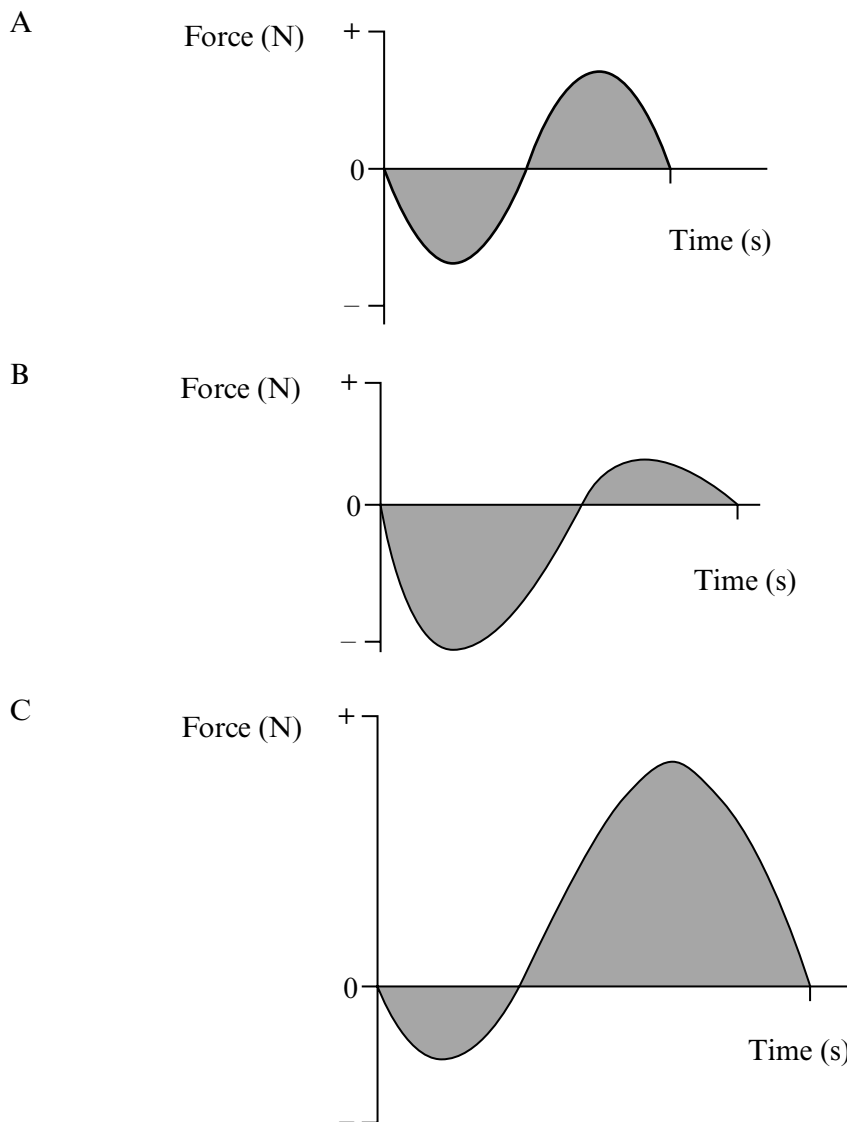 A
Force (N)
+
0
Time (s)
–
B
Force (N)
+
0
Time (s)
–
C
Force (N)
+
0
Time (s)
–